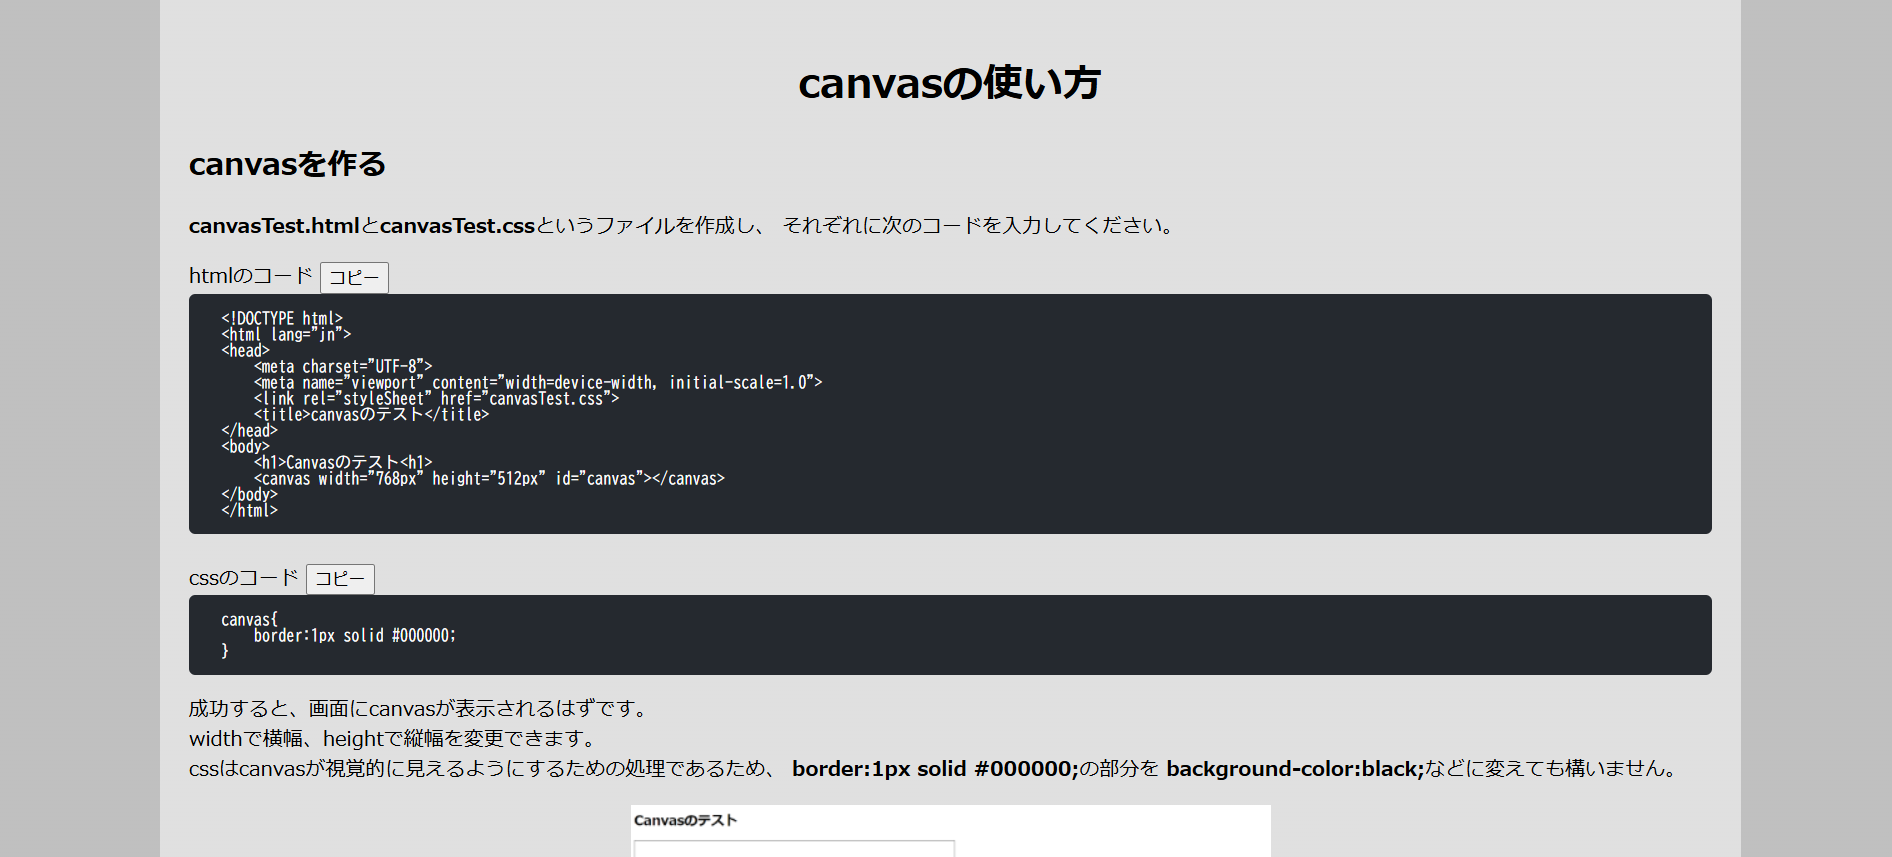 canvasの使い方
canvasを作る
canvasTest.htmlとcanvasTest.cssというファイルを作成し、 それぞれに次のコードを入力してください。
htmlのコード コピー
<!DOCTYPE html>
<html lang="jn">
<head>
    <meta charset="UTF-8">
    <meta name="viewport" content="width=device-width, initial-scale=1.0">
    <link rel="styleSheet" href="canvasTest.css">
    <title>canvasのテスト</title>
</head>
<body>
    <h1>Canvasのテスト<h1>
    <canvas width="768px" height="512px" id="canvas"></canvas>
</body>
</html>
cssのコード コピー
canvas{
    border:1px solid #000000;
}
成功すると、画面にcanvasが表示されるはずです。
widthで横幅、heightで縦幅を変更できます。
cssはcanvasが視覚的に見えるようにするための処理であるため、 border:1px solid #000000;の部分を background-color:black;などに変えても構いません。
Canvasのテスト